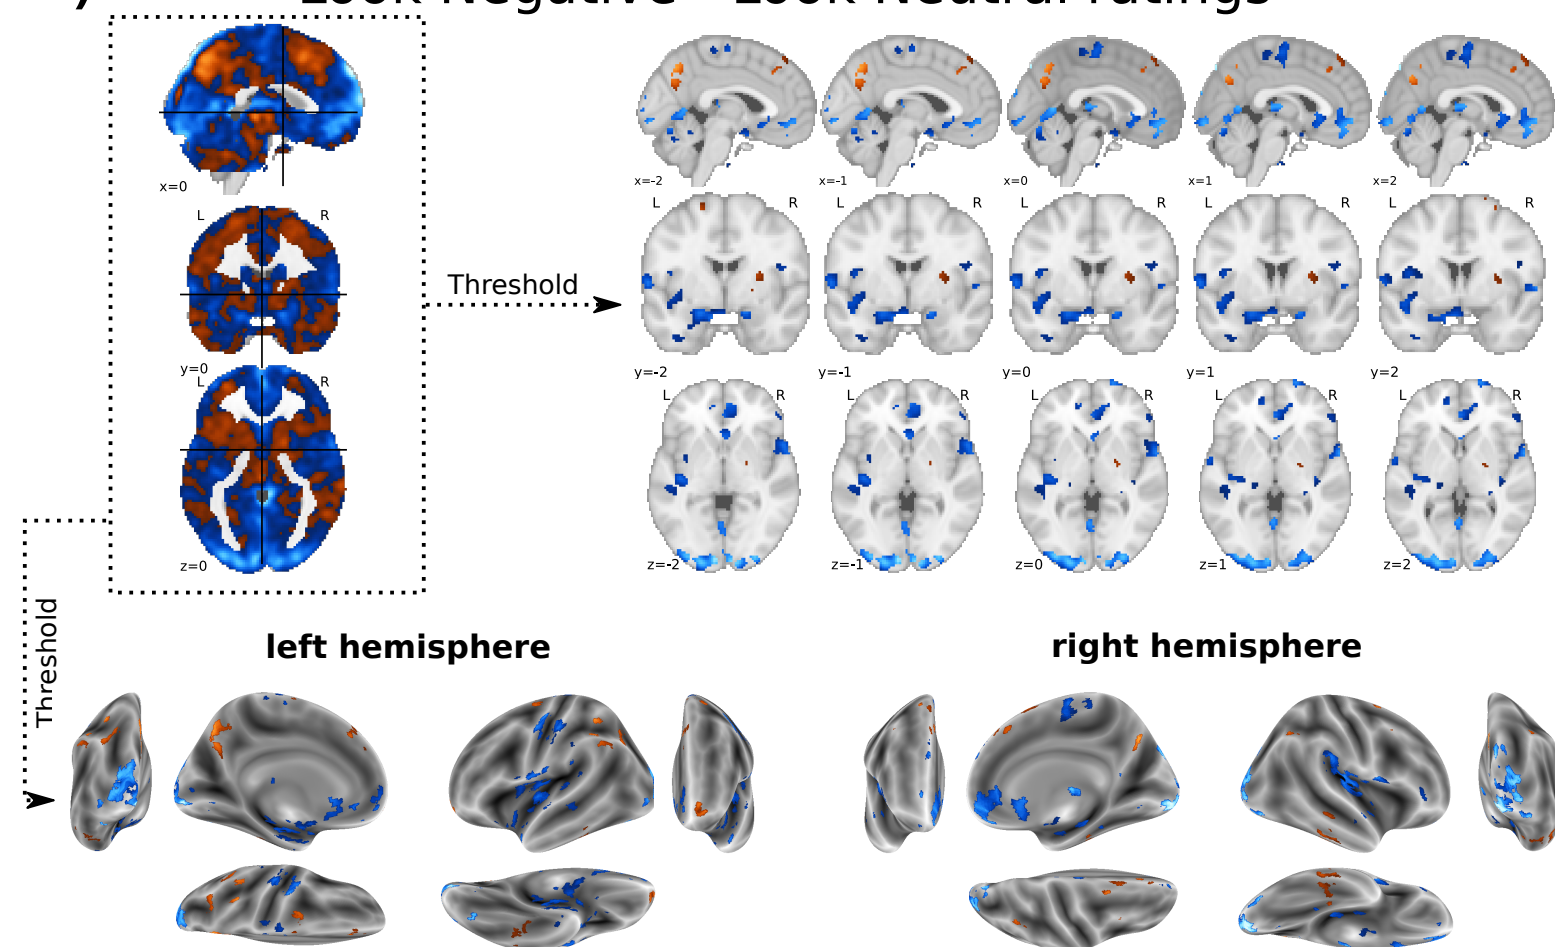 ) Look Negative - Look Neutral ratings
x=0
L R
y=0
L R
z=0
Threshold
x=-2 x=-1 x=0 x=1 x=2
L R L R L R L R L R
y=-2 y=-1 y=0 y=1 y=2
L R L R L R L R L R
z=-2 z=-1 z=0 z=1 z=2
Threshold
left hemisphere
right hemisphere